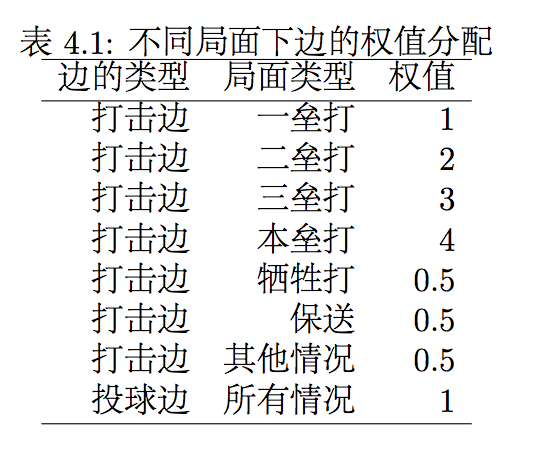 表 4.1: 不同局面下边的权值分配
边的类型 局面类型 权值
打击边 一垒打 1
打击边 二垒打 2
打击边 三垒打 3
打击边 本垒打 4
打击边 牺牲打 0.5
打击边 保送 0.5
打击边 其他情况 0.5
投球边 所有情况 1